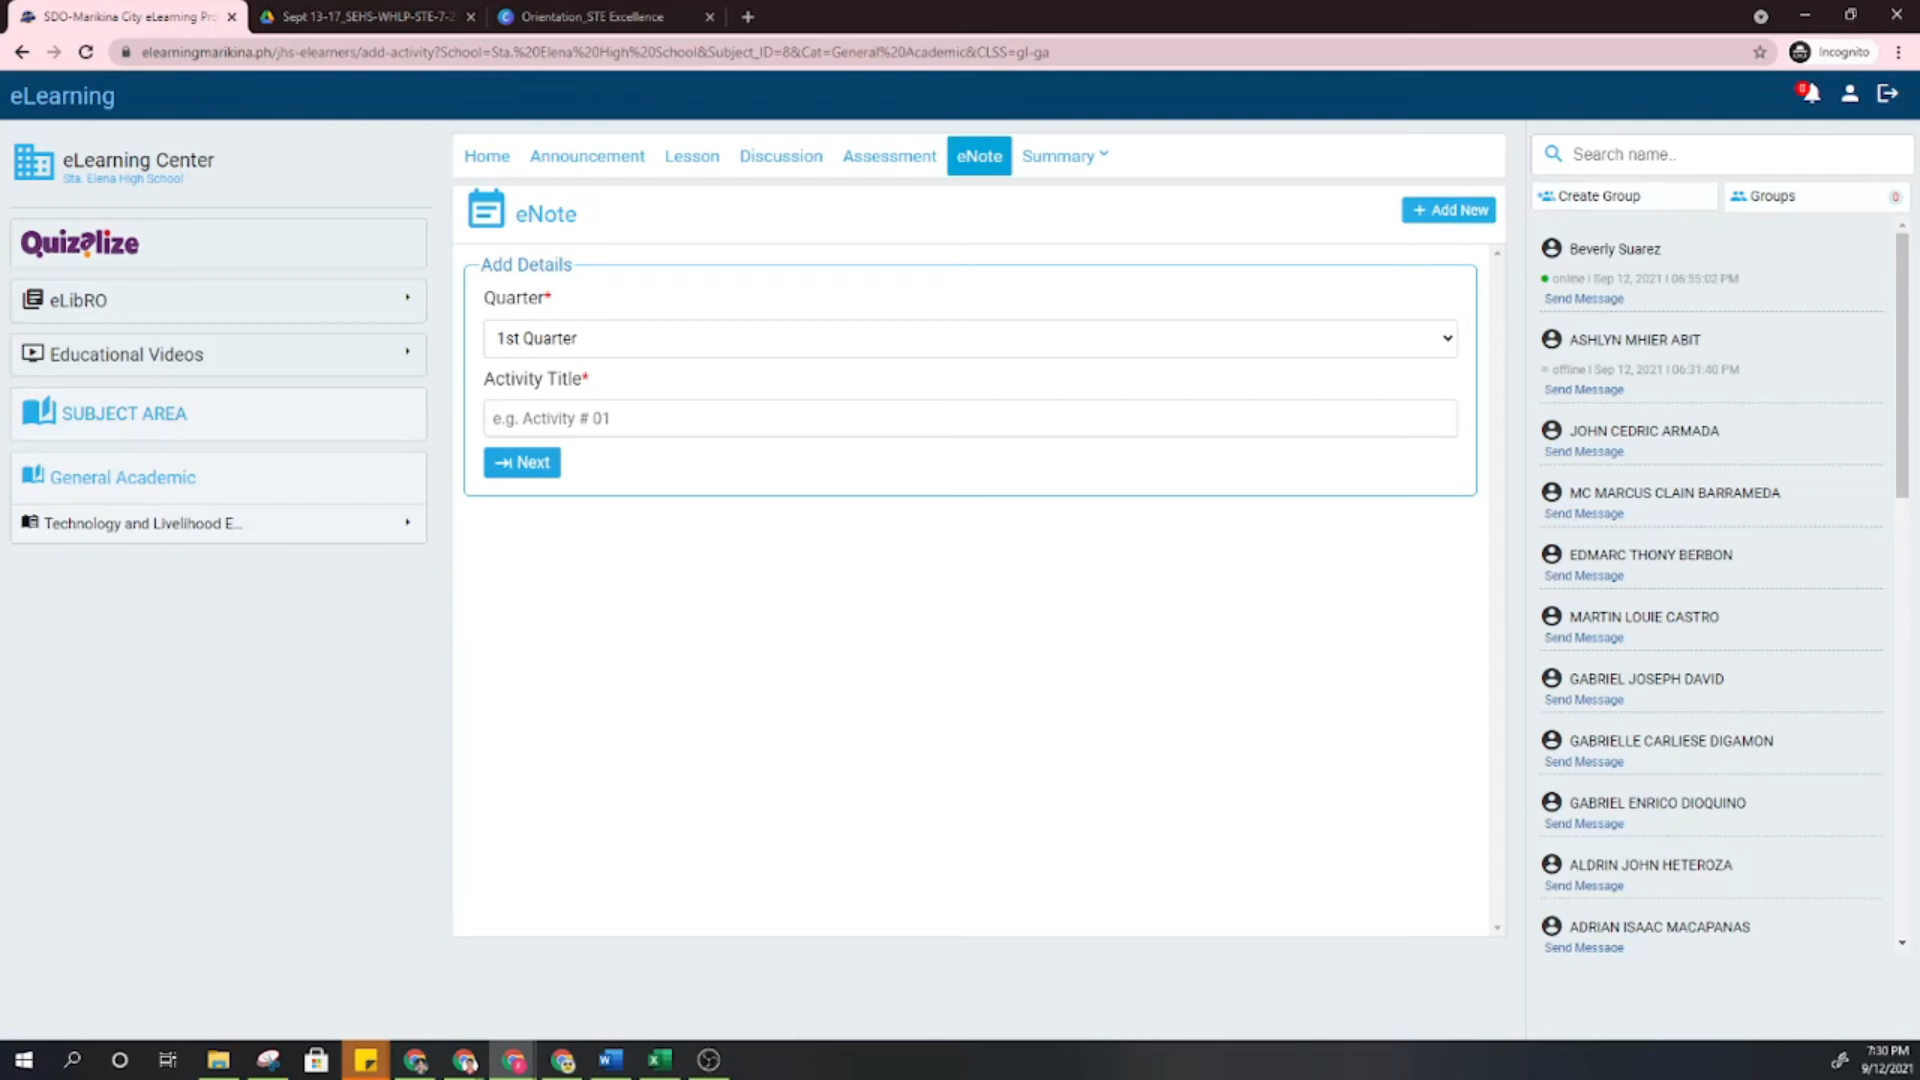 SDO-Marikina City eLearning Pro
Sept 13-17_SEHS-WHLP-STE-7-2
Orientation_STE Excellence
elearningmarikina.ph/jhs-elearners/add-activity?School=Sta.%20Elena%20High%20School&Subject_ID=8&Cat=General%20Academic&CLSS=gl-ga
Incognito
eLearning
0
eLearning Center
Sta. Elena High School
Quizalize
eLibRO
Educational Videos
SUBJECT AREA
General Academic
Technology and Livelihood E...
Home Announcement Lesson Discussion Assessment eNote Summary
eNote
+ Add New
Add Details
Quarter*
1st Quarter
Activity Title*
e.g. Activity # 01
Next
Search name..
Create Group
Groups
0
Beverly Suarez
online | Sep 12, 2021 | 06:55:02 PM
Send Message
ASHLYN MHIER ABIT
offline | Sep 12, 2021 | 06:31:40 PM
Send Message
JOHN CEDRIC ARMADA
Send Message
MC MARCUS CLAIN BARRAMEDA
Send Message
EDMARC THONY BERBON
Send Message
MARTIN LOUIE CASTRO
Send Message
GABRIEL JOSEPH DAVID
Send Message
GABRIELLE CARLIESE DIGAMON
Send Message
GABRIEL ENRICO DIOQUINO
Send Message
ALDRIN JOHN HETEROZA
Send Message
ADRIAN ISAAC MACAPANAS
Send Message
7:30 PM
9/12/2021